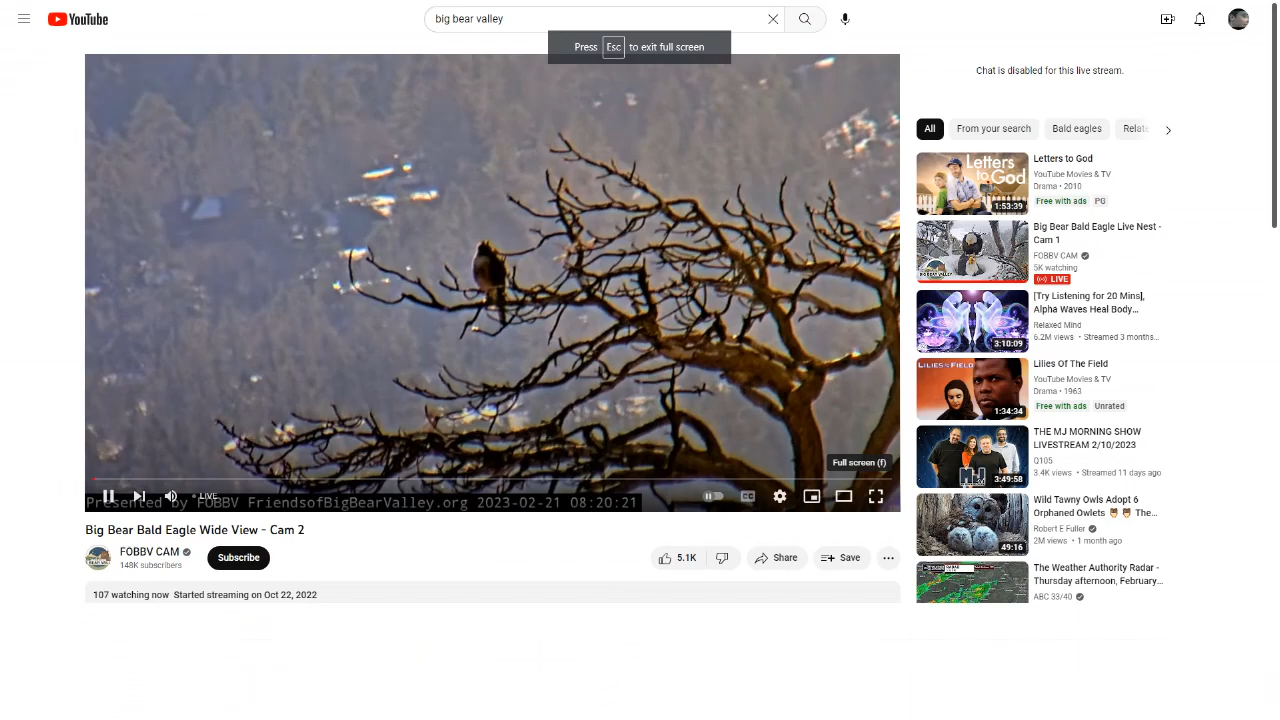 YouTube
big bear valley
Press Esc to exit full screen
Chat is disabled for this live stream.
All
From your search
Bald eagles
Relate
Letters to God
1:53:39
Letters to God
YouTube Movies & TV
Drama • 2010
Free with ads PG
Big Bear Bald Eagle Live Nest -
Cam 1
FOBBV CAM
5K watching
LIVE
3:10:09
[Try Listening for 20 Mins],
Alpha Waves Heal Body...
Relaxed Mind
6.2M views • Streamed 3 months...
LILIES OF THE FIELD
1:34:34
Lilies Of The Field
YouTube Movies & TV
Drama • 1963
Free with ads Unrated
3:49:58
THE MJ MORNING SHOW
LIVESTREAM 2/10/2023
Q105
3.4K views • Streamed 11 days ago
49:16
Wild Tawny Owls Adopt 6
Orphaned Owlets 🦉 🦉 The...
Robert E Fuller
2M views • 1 month ago
The Weather Authority Radar -
Thursday afternoon, February...
ABC 33/40
Full screen (f)
LIVE
Presented by FOBBV FriendsofBigBearValley.org 2023-02-21 08:20:21
Big Bear Bald Eagle Wide View - Cam 2
FOBBV CAM
148K subscribers
Subscribe
5.1K
Share
Save
107 watching now Started streaming on Oct 22, 2022